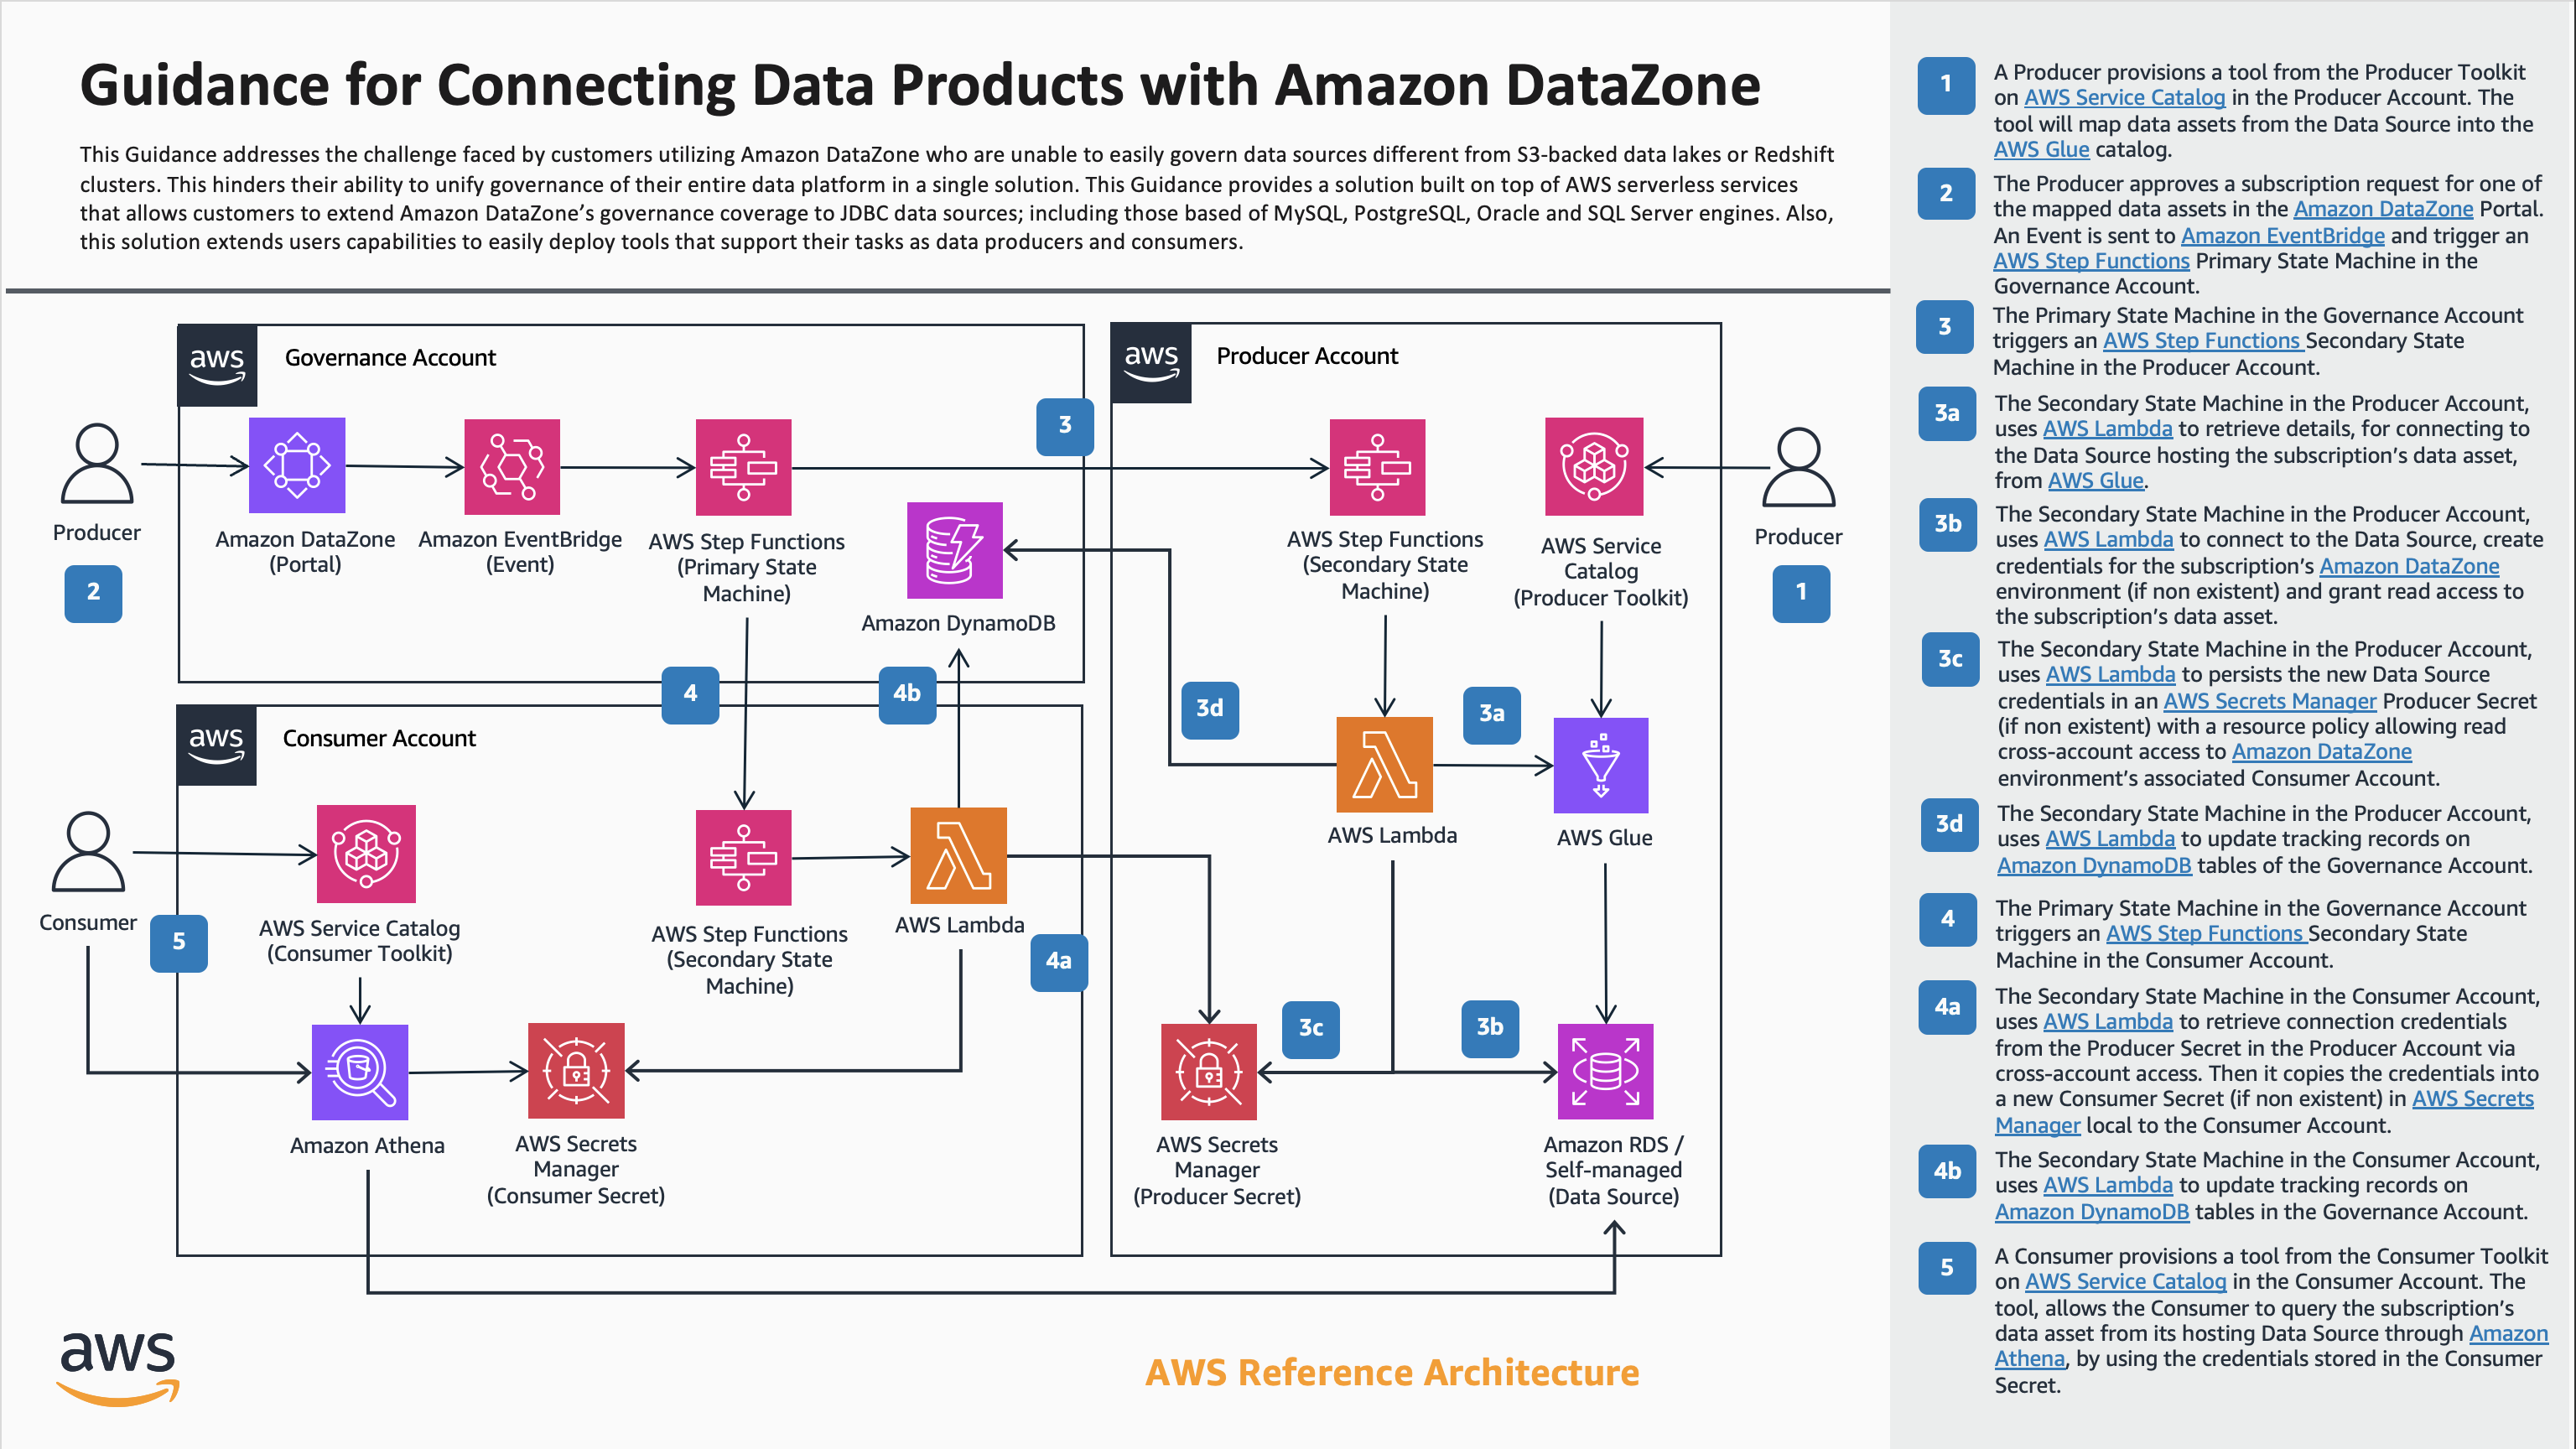 Guidance for Connecting Data Products with Amazon DataZone
This Guidance addresses the challenge faced by customers utilizing Amazon DataZone who are unable to easily govern data sources different from S3-backed data lakes or Redshift
clusters. This hinders their ability to unify governance of their entire data platform in a single solution. This Guidance provides a solution built on top of AWS serverless services
that allows customers to extend Amazon DataZone's governance coverage to JDBC data sources; including those based of MySQL, PostgreSQL, Oracle and SQL Server engines. Also,
this solution extends users capabilities to easily deploy tools that support their tasks as data producers and consumers.
aws
Governance Account
Producer
2
Amazon DataZone
(Portal)
Amazon EventBridge
(Event)
AWS Step Functions
(Primary State
Machine)
Amazon DynamoDB
3
4
4b
aws
Producer Account
AWS Step Functions
(Secondary State
Machine)
AWS Service
Catalog
(Producer Toolkit)
Producer
1
3d
3a
AWS Lambda
AWS Glue
3c
3b
AWS Secrets
Manager
(Producer Secret)
Amazon RDS /
Self-managed
(Data Source)
aws
Consumer Account
Consumer
5
AWS Service Catalog
(Consumer Toolkit)
AWS Step Functions
(Secondary State
Machine)
AWS Lambda
4a
Amazon Athena
AWS Secrets
Manager
(Consumer Secret)
aws
AWS Reference Architecture
1
A Producer provisions a tool from the Producer Toolkit
on AWS Service Catalog in the Producer Account. The
tool will map data assets from the Data Source into the
AWS Glue catalog.
2
The Producer approves a subscription request for one of
the mapped data assets in the Amazon DataZone Portal.
An Event is sent to Amazon EventBridge and trigger an
AWS Step Functions Primary State Machine in the
Governance Account.
3
The Primary State Machine in the Governance Account
triggers an AWS Step Functions Secondary State
Machine in the Producer Account.
3a
The Secondary State Machine in the Producer Account,
uses AWS Lambda to retrieve details, for connecting to
the Data Source hosting the subscription's data asset,
from AWS Glue.
3b
The Secondary State Machine in the Producer Account,
uses AWS Lambda to connect to the Data Source, create
credentials for the subscription's Amazon DataZone
environment (if non existent) and grant read access to
the subscription's data asset.
3c
The Secondary State Machine in the Producer Account,
uses AWS Lambda to persists the new Data Source
credentials in an AWS Secrets Manager Producer Secret
(if non existent) with a resource policy allowing read
cross-account access to Amazon DataZone
environment's associated Consumer Account.
3d
The Secondary State Machine in the Producer Account,
uses AWS Lambda to update tracking records on
Amazon DynamoDB tables of the Governance Account.
4
The Primary State Machine in the Governance Account
triggers an AWS Step Functions Secondary State
Machine in the Consumer Account.
4a
The Secondary State Machine in the Consumer Account,
uses AWS Lambda to retrieve connection credentials
from the Producer Secret in the Producer Account via
cross-account access. Then it copies the credentials into
a new Consumer Secret (if non existent) in AWS Secrets
Manager local to the Consumer Account.
4b
The Secondary State Machine in the Consumer Account,
uses AWS Lambda to update tracking records on
Amazon DynamoDB tables in the Governance Account.
5
A Consumer provisions a tool from the Consumer Toolkit
on AWS Service Catalog in the Consumer Account. The
tool, allows the Consumer to query the subscription's
data asset from its hosting Data Source through Amazon
Athena, by using the credentials stored in the Consumer
Secret.